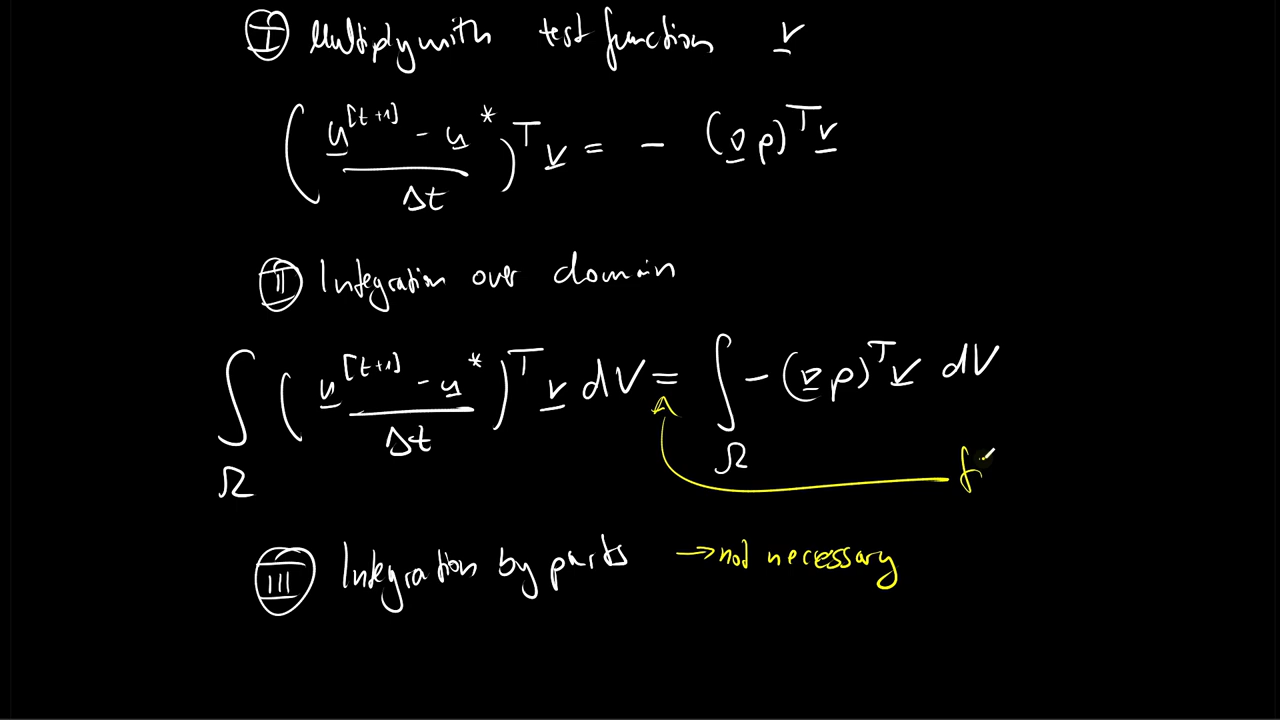 I Multiply with test function v
(u^[t+1] - u^* / Δt)^T v = - (∇p)^T v
II Integration over domain
∫_Ω (u^[t+1] - u^* / Δt)^T v dV = ∫_Ω - (∇p)^T v dV
III Integration by parts → not necessary